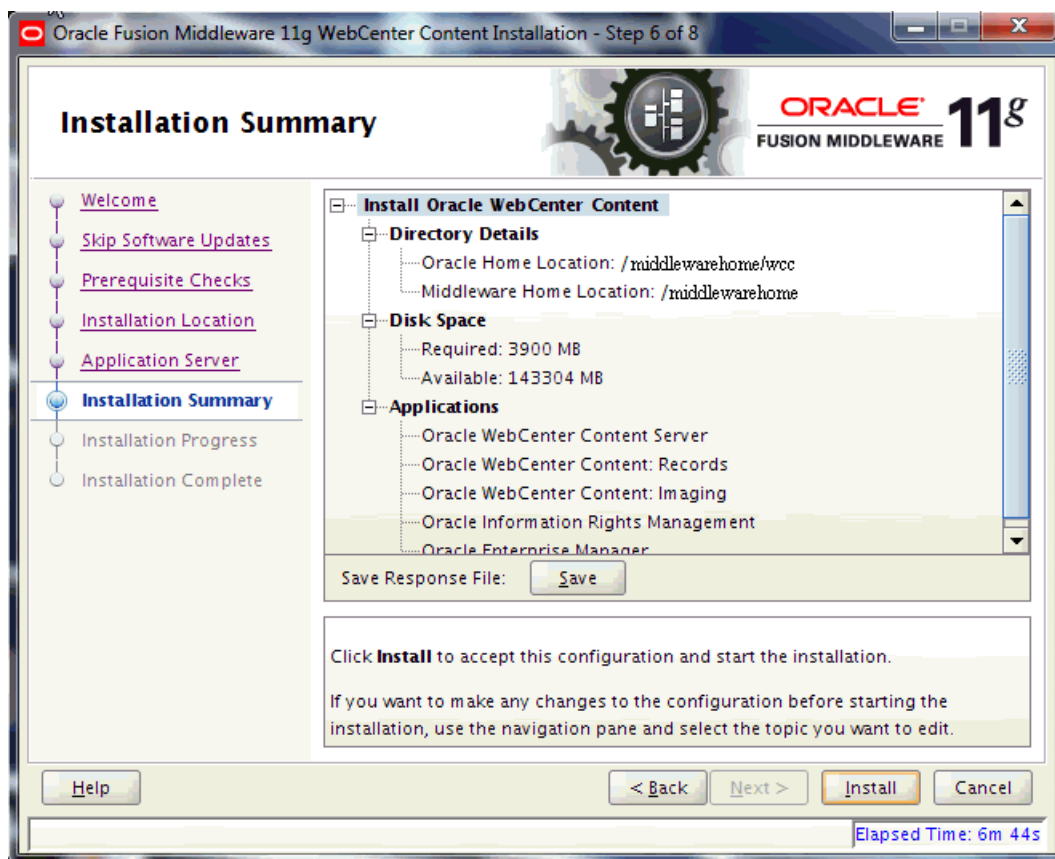 Oracle Fusion Middleware 11g WebCenter Content Installation - Step 6 of 8
Installation Summary
ORACLE
FUSION MIDDLEWARE
11g
Welcome
Skip Software Updates
Prerequisite Checks
Installation Location
Application Server
Installation Summary
Installation Progress
Installation Complete
Install Oracle WebCenter Content
Directory Details
Oracle Home Location: /middlewarehome/wcc
Middleware Home Location: /middlewarehome
Disk Space
Required: 3900 MB
Available: 143304 MB
Applications
Oracle WebCenter Content Server
Oracle WebCenter Content: Records
Oracle WebCenter Content: Imaging
Oracle Information Rights Management
Oracle Enterprise Manager
Save Response File: Save
Click Install to accept this configuration and start the installation.
If you want to make any changes to the configuration before starting the
installation, use the navigation pane and select the topic you want to edit.
Help < Back Next > Install Cancel
Elapsed Time: 6m 44s